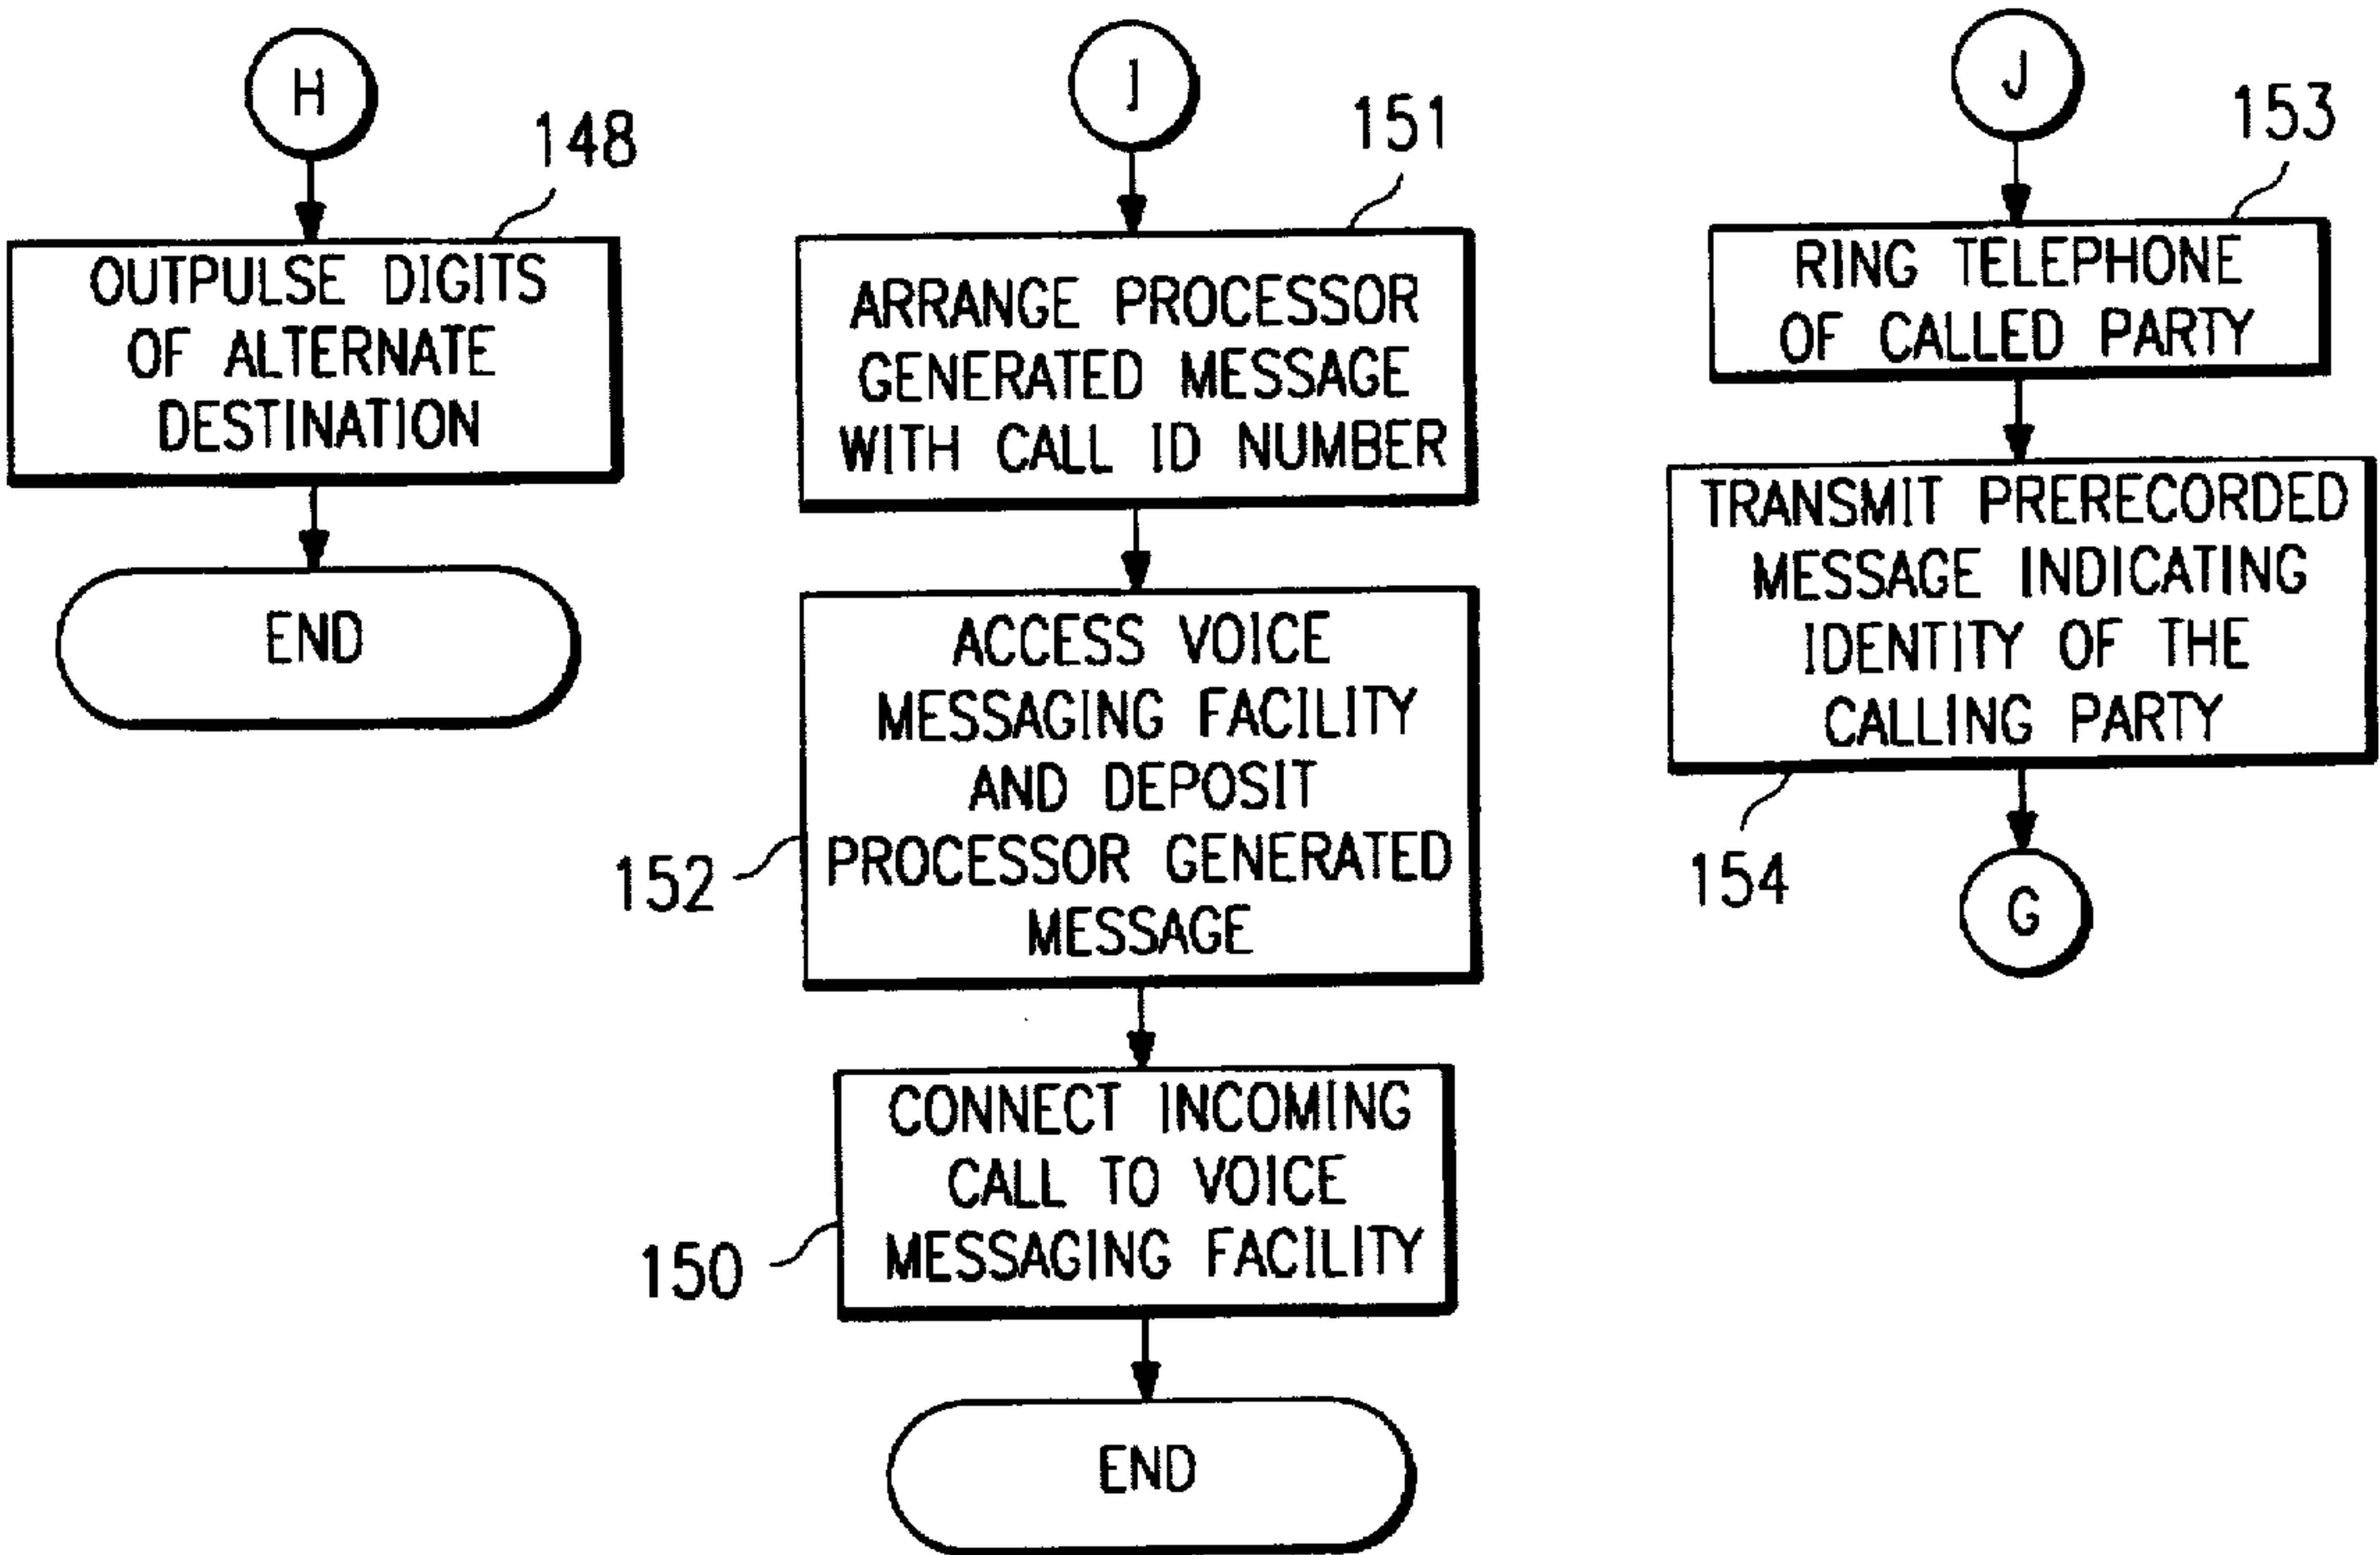 H
148
OUTPULSE DIGITS
OF ALTERNATE
DESTINATION
END
I
151
ARRANGE PROCESSOR
GENERATED MESSAGE
WITH CALL ID NUMBER
152
ACCESS VOICE
MESSAGING FACILITY
AND DEPOSIT
PROCESSOR GENERATED
MESSAGE
150
CONNECT INCOMING
CALL TO VOICE
MESSAGING FACILITY
END
J
153
RING TELEPHONE
OF CALLED PARTY
TRANSMIT PRERECORDED
MESSAGE INDICATING
IDENTITY OF THE
CALLING PARTY
154
G